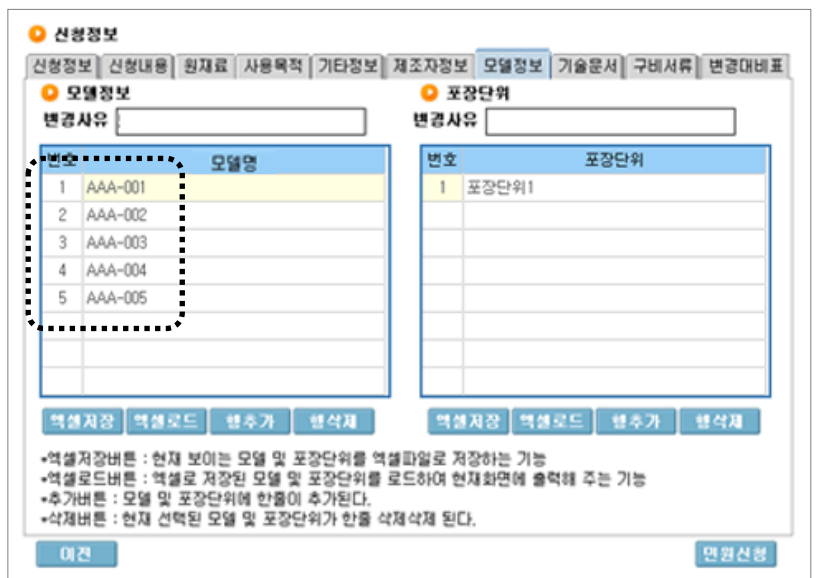 신청정보
신청정보 신청내용 원재료 사용목적 기타정보 제조자정보 모델정보 기술문서 구비서류 변경대비표
모델정보
변경사유
번호 모델명
1 AAA-001
2 AAA-002
3 AAA-003
4 AAA-004
5 AAA-005
엑셀저장 엑셀로드 행추가 행삭제
포장단위
변경사유
번호 포장단위
1 포장단위1
엑셀저장 엑셀로드 행추가 행삭제
*엑셀저장버튼 : 현재 보이는 모델 및 포장단위를 엑셀파일로 저장하는 기능
*엑셀로드버튼 : 엑셀로 저장된 모델 및 포장단위를 로드하여 현재화면에 출력해 주는 기능
*추가버튼 : 모델 및 포장단위에 한줄이 추가된다.
*삭제버튼 : 현재 선택된 모델 및 포장단위가 한줄 삭제삭제 된다.
이전 민원신청